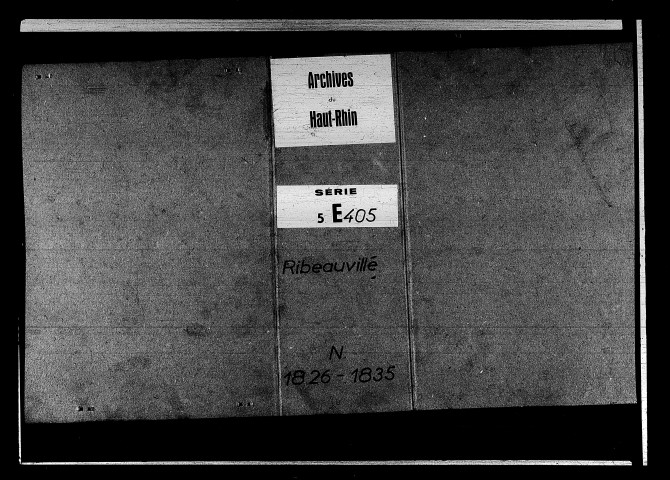 Archives
du
Haut-Rhin
SÉRIE
5 E405
Ribeauvillé
N
1826-1835